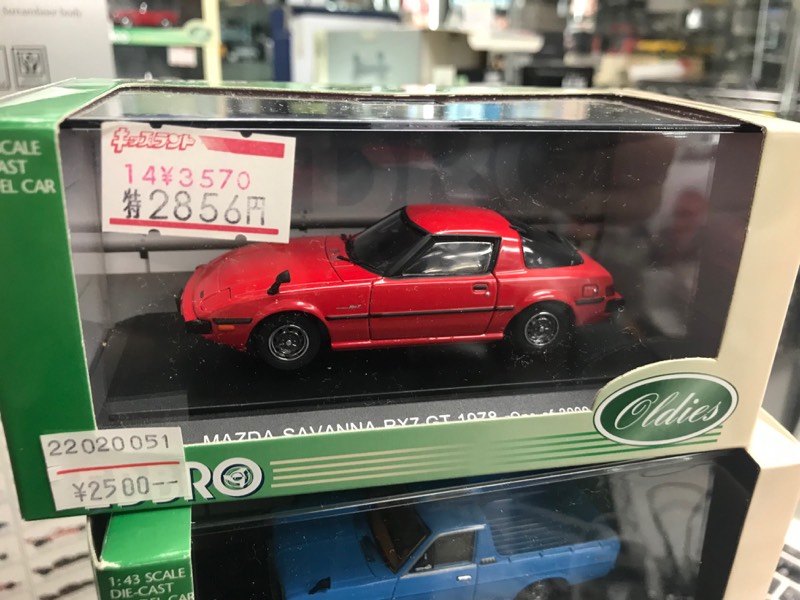 SCALE
CAST
EL CAR
キッズランド
14¥3570
特2856円
MAZDA SAVANNA RX7 GT 1978
Oldies
22020051
¥2500--
EBBRO
1:43 SCALE
DIE-CAST